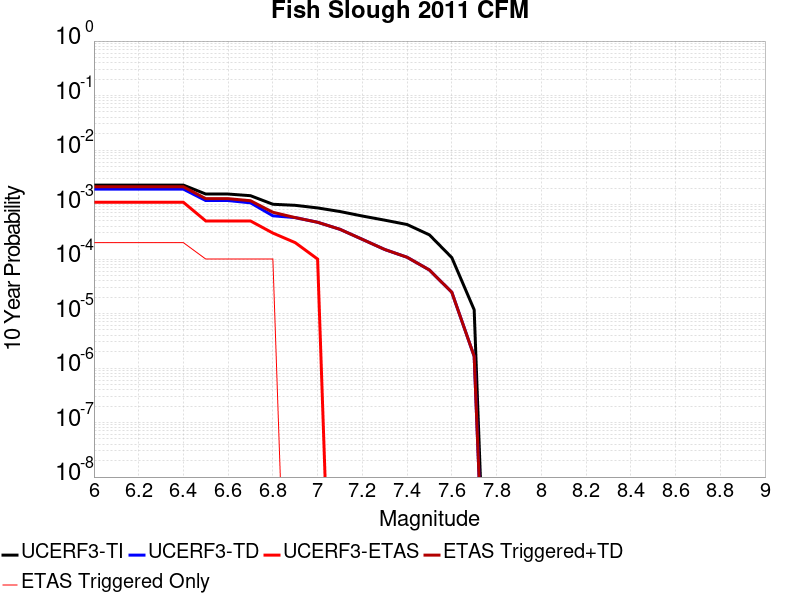 Fish Slough 2011 CFM
10 Year Probability
10^0
10^-1
10^-2
10^-3
10^-4
10^-5
10^-6
10^-7
10^-8
6 6.2 6.4 6.6 6.8 7 7.2 7.4 7.6 7.8 8 8.2 8.4 8.6 8.8 9
Magnitude
UCERF3-TI UCERF3-TD UCERF3-ETAS ETAS Triggered+TD
ETAS Triggered Only